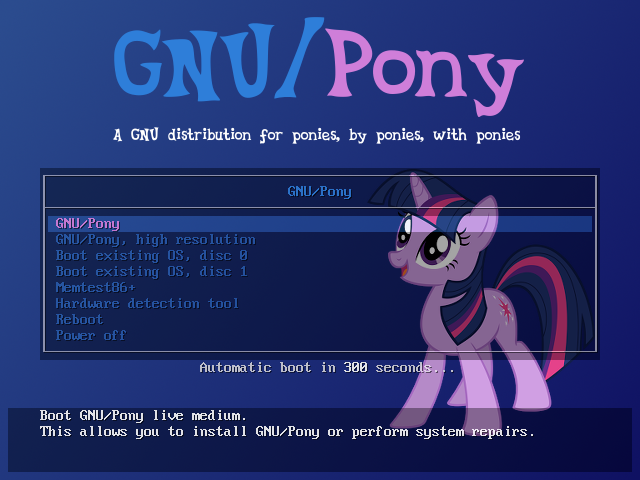 GNU/Pony
A GNU distribution for ponies, by ponies, with ponies
GNU/Pony
GNU/Pony
GNU/Pony, high resolution
Boot existing OS, disc 0
Boot existing OS, disc 1
Memtest86+
Hardware detection tool
Reboot
Power off
Automatic boot in 300 seconds...
Boot GNU/Pony live medium.
This allows you to install GNU/Pony or perform system repairs.